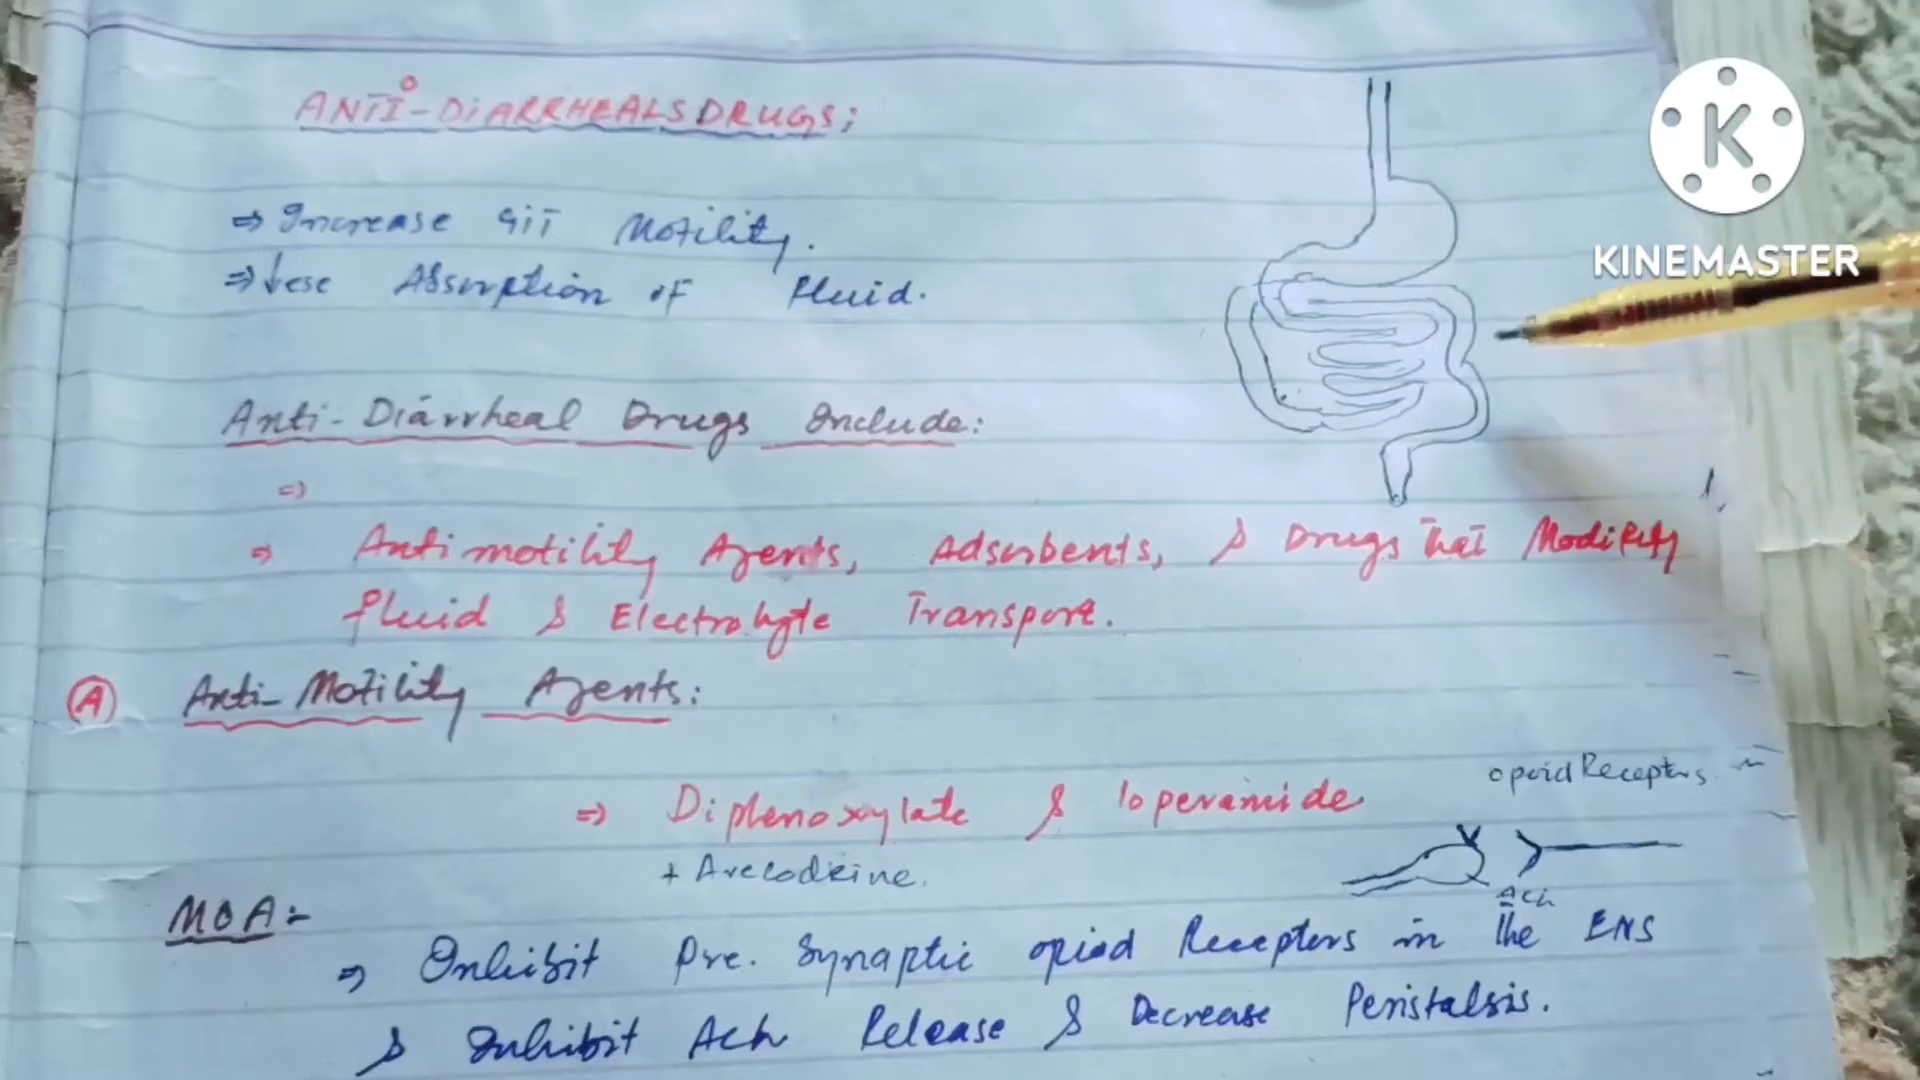 ANTI-DIARRHEALS DRUGS;
K
KINEMASTER
⇒ Increase GIT Motility.
⇒ ↓ese Absorption of Fluid.
Anti-Diarrheal Drugs Include:
⇒
⇒ Antimotility Agents, Adsorbents, & Drugs That Modifity
fluid & Electrolyte Transport.
(A) Anti-Motility Agents:
opoid Receptors
⇒ Diphenoxylate & loperamide
+ Arecodeine.
ACh
MOA:-
⇒ Inhibit Pre. Synaptic opiod Receptors in The ENS
& Inhibit Ach Release & Decrease Peristalsis.